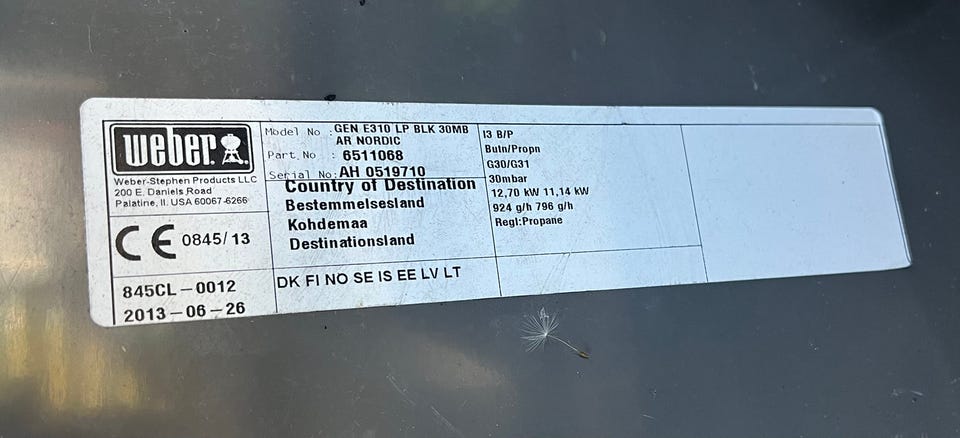 weber
Weber-Stephen Products LLC
200 E. Daniels Road
Palatine, Il. USA 60067-6266
CE 0845/13
845CL-0012
2013-06-26
Model No : GEN E310 LP BLK 30MB
AR NORDIC
Part. No : 6511068
Serial No: AH 0519710
Country of Destination
Bestemmelsesland
Kohdemaa
Destinationsland
DK FI NO SE IS EE LV LT
I3 B/P
Butn/Propn
G30/G31
30mbar
12,70 kW 11,14 kW
924 g/h 796 g/h
Regl:Propane